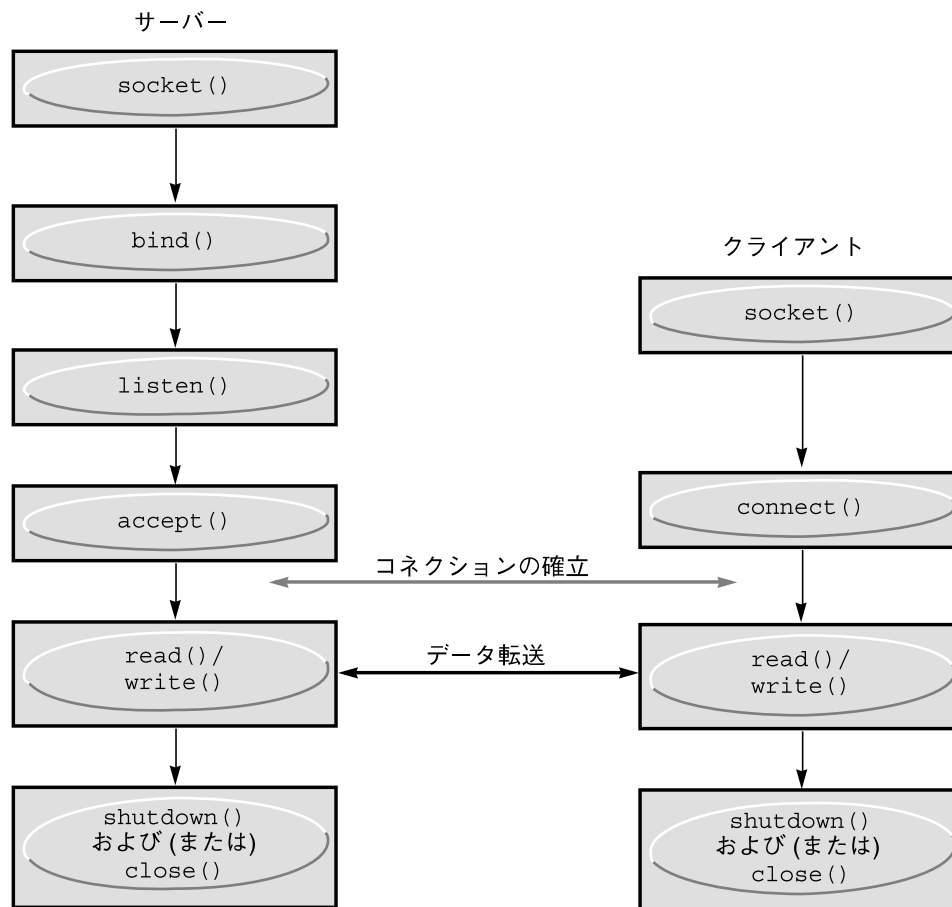 サーバー
socket()
bind()
listen()
accept()
read()/
write()
shutdown()
および (または)
close()
コネクションの確立
データ転送
クライアント
socket()
connect()
read()/
write()
shutdown()
および (または)
close()